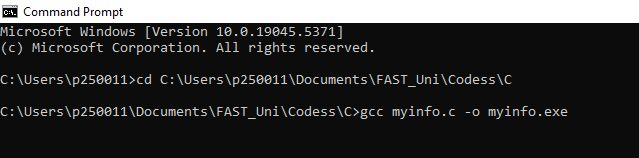 Command Prompt
Microsoft Windows [Version 10.0.19045.5371]
(c) Microsoft Corporation. All rights reserved.
C:\Users\p250011>cd C:\Users\p250011\Documents\FAST_Uni\Codess\C
C:\Users\p250011\Documents\FAST_Uni\Codess\C>gcc myinfo.c -o myinfo.exe